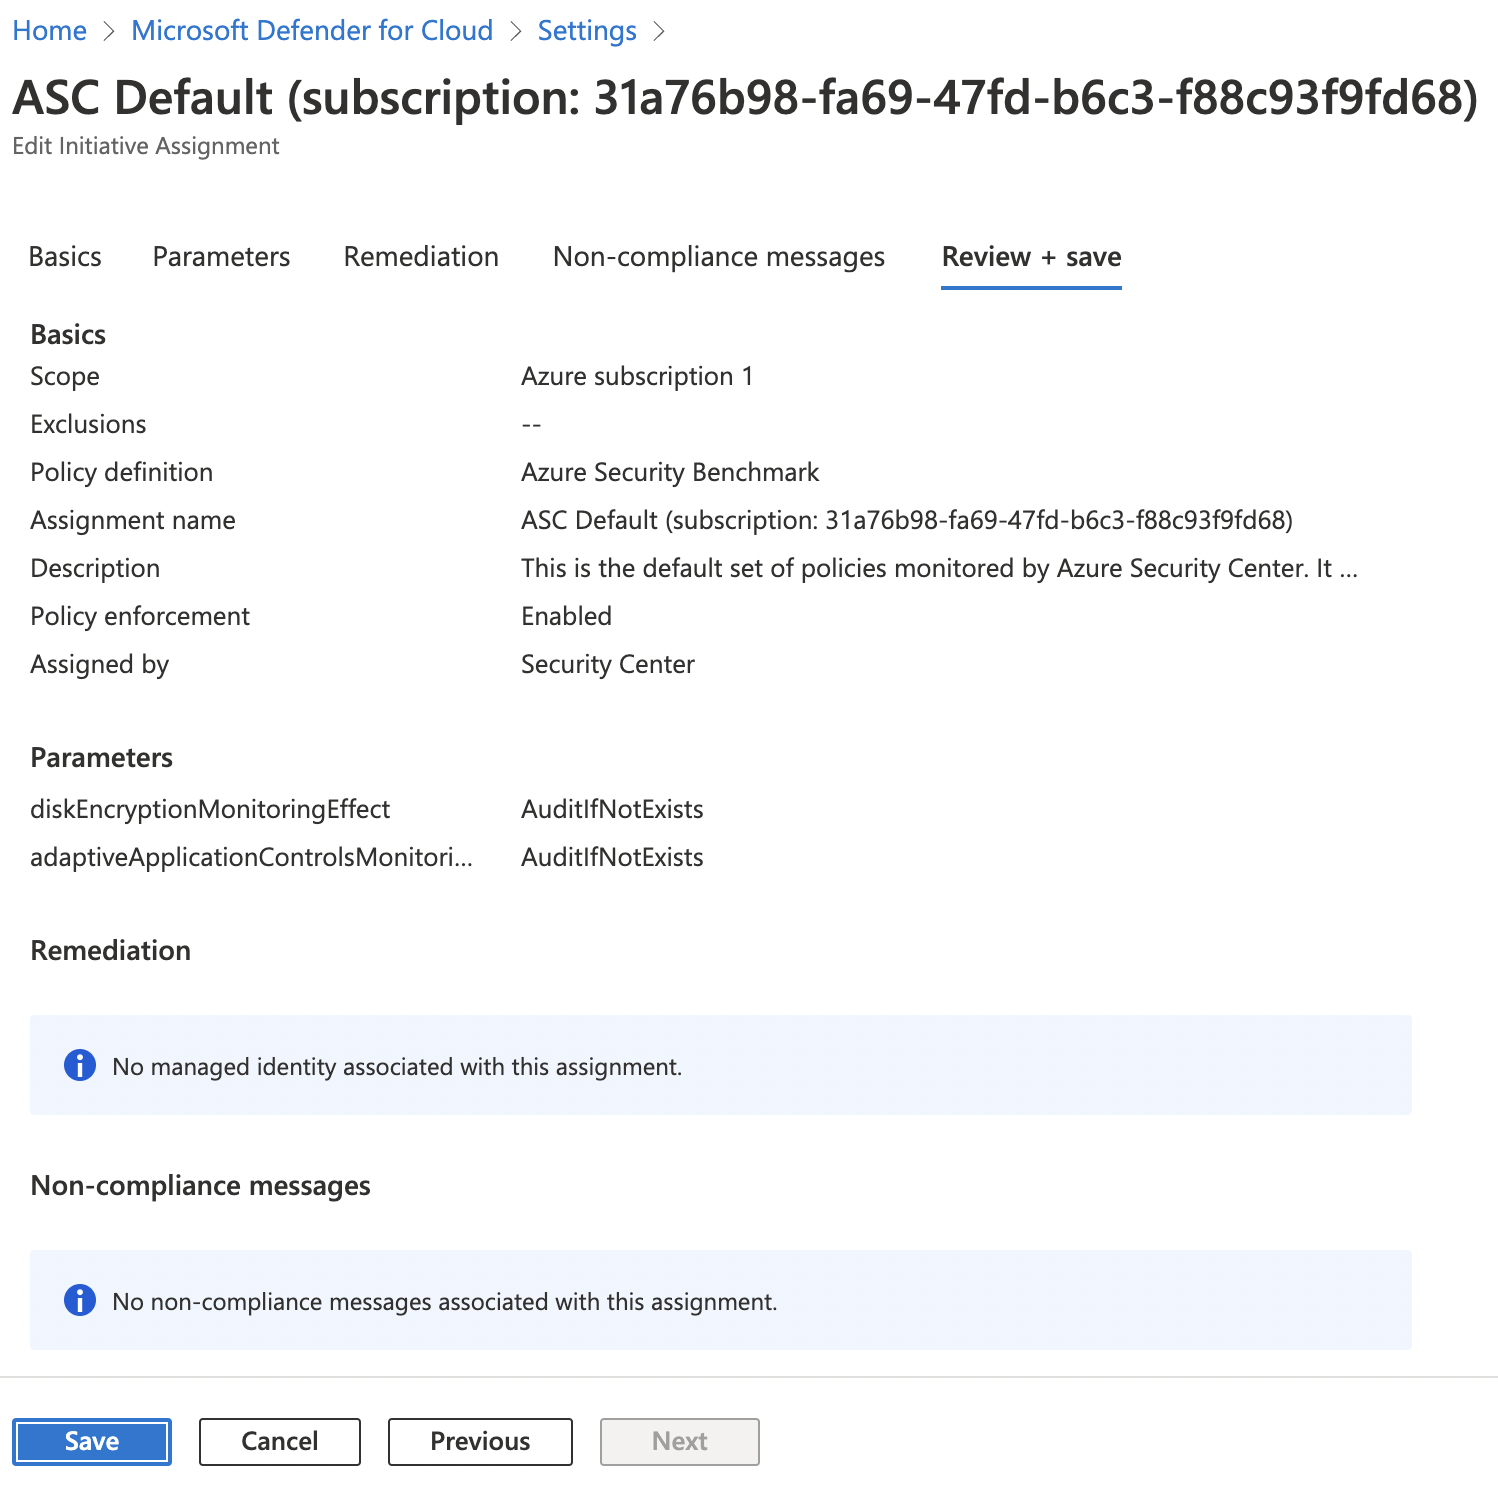 Home > Microsoft Defender for Cloud > Settings >
ASC Default (subscription: 31a76b98-fa69-47fd-b6c3-f88c93f9fd68)
Edit Initiative Assignment
Basics Parameters Remediation Non-compliance messages Review + save
Basics
Scope Azure subscription 1
Exclusions --
Policy definition Azure Security Benchmark
Assignment name ASC Default (subscription: 31a76b98-fa69-47fd-b6c3-f88c93f9fd68)
Description This is the default set of policies monitored by Azure Security Center. It ...
Policy enforcement Enabled
Assigned by Security Center
Parameters
diskEncryptionMonitoringEffect AuditIfNotExists
adaptiveApplicationControlsMonitori... AuditIfNotExists
Remediation
No managed identity associated with this assignment.
Non-compliance messages
No non-compliance messages associated with this assignment.
Save Cancel Previous Next